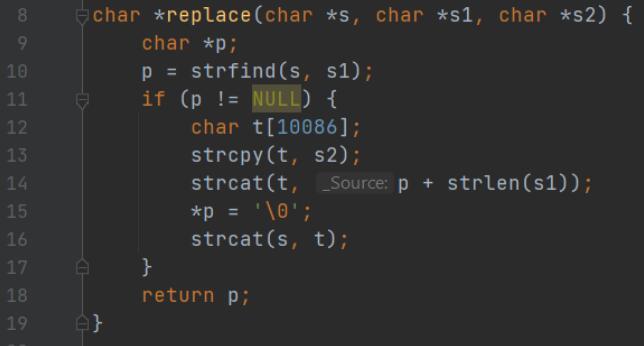 8 char *replace(char *s, char *s1, char *s2) {
9     char *p;
10     p = strfind(s, s1);
11     if (p != NULL) {
12         char t[10086];
13         strcpy(t, s2);
14         strcat(t, _Source: p + strlen(s1));
15         *p = '\0';
16         strcat(s, t);
17     }
18     return p;
19 }